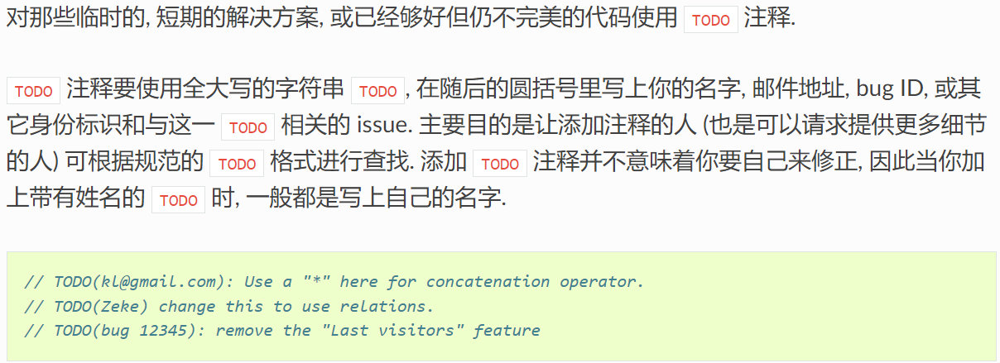 对那些临时的, 短期的解决方案, 或已经够好但仍不完美的代码使用 TODO 注释.
TODO 注释要使用全大写的字符串 TODO , 在随后的圆括号里写上你的名字, 邮件地址, bug ID, 或其
它身份标识和与这一 TODO 相关的 issue. 主要目的是让添加注释的人 (也是可以请求提供更多细节
的人) 可根据规范的 TODO 格式进行查找. 添加 TODO 注释并不意味着你要自己来修正, 因此当你加
上带有姓名的 TODO 时, 一般都是写上自己的名字.
// TODO(kl@gmail.com): Use a "*" here for concatenation operator.
// TODO(Zeke) change this to use relations.
// TODO(bug 12345): remove the "Last visitors" feature